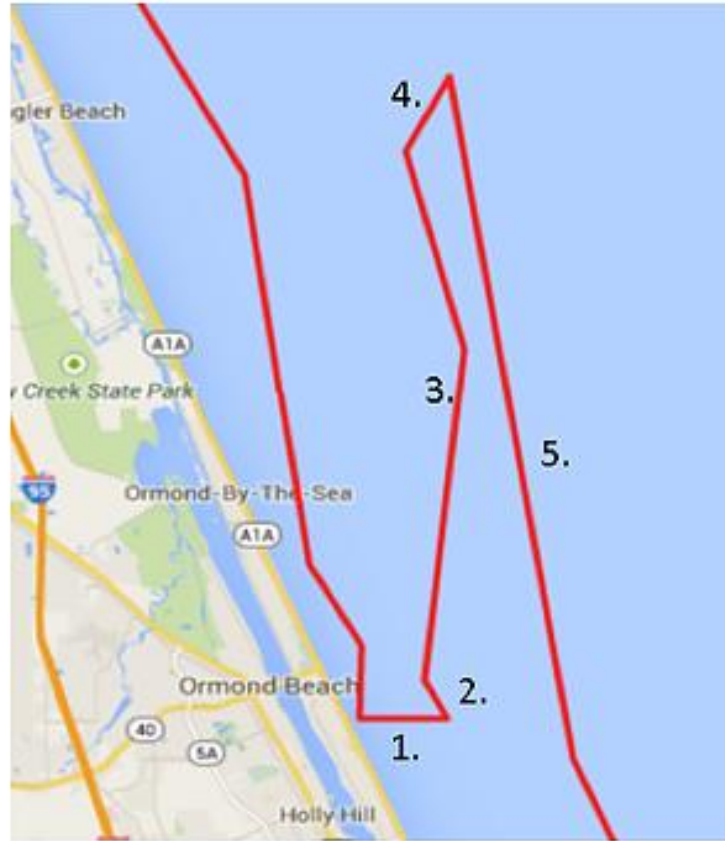 4.
gler Beach
A1A
y Creek State Park
3.
5.
95
Ormond-By-The-Sea
A1A
Ormond Beach
2.
40
1.
5A
Holly Hill